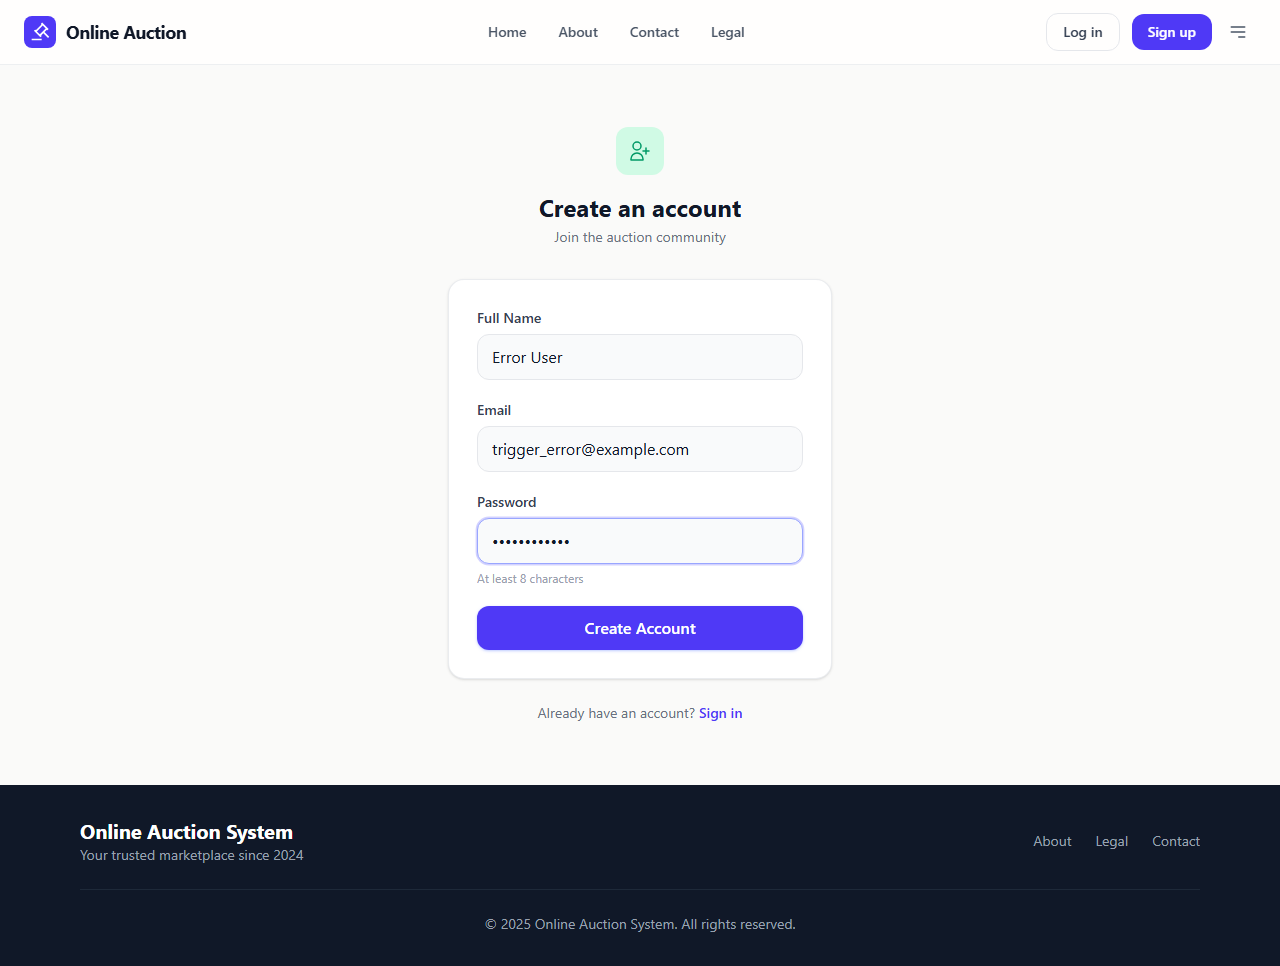 Online Auction
Home About Contact Legal
Log in Sign up
Create an account
Join the auction community
Full Name
Error User
Email
trigger_error@example.com
Password
••••••••••••
At least 8 characters
Create Account
Already have an account? Sign in
Online Auction System
Your trusted marketplace since 2024
About Legal Contact
© 2025 Online Auction System. All rights reserved.